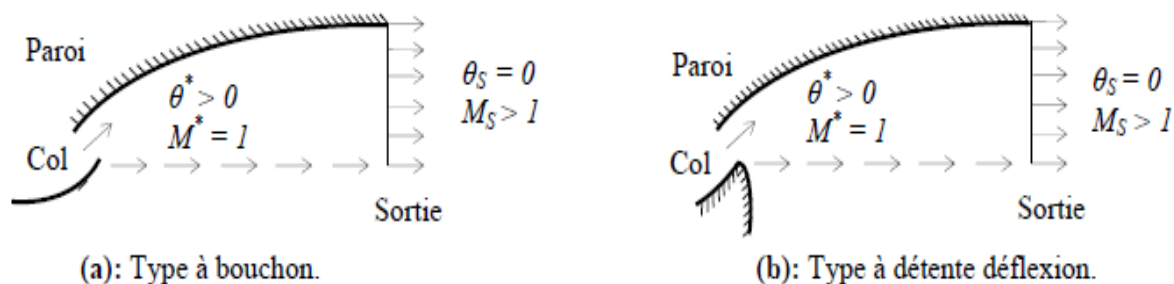 Paroi
θ* > 0
M* = 1
Col
θS = 0
MS > 1
Sortie
(a): Type à bouchon.
Paroi
θ* > 0
M* = 1
Col
θS = 0
MS > 1
Sortie
(b): Type à détente déflexion.